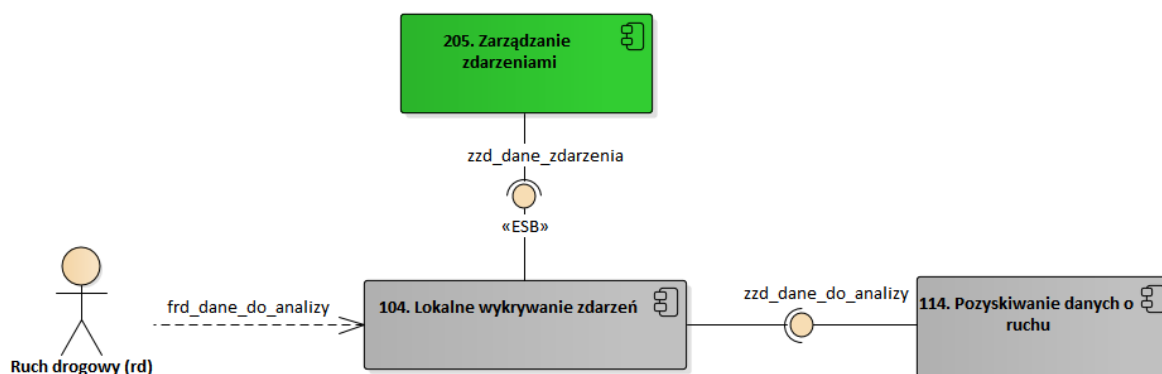 205. Zarządzanie
zdarzeniami
zzd_dane_zdarzenia
«ESB»
frd_dane_do_analizy
104. Lokalne wykrywanie zdarzeń
zzd_dane_do_analizy
114. Pozyskiwanie danych o
ruchu
Ruch drogowy (rd)